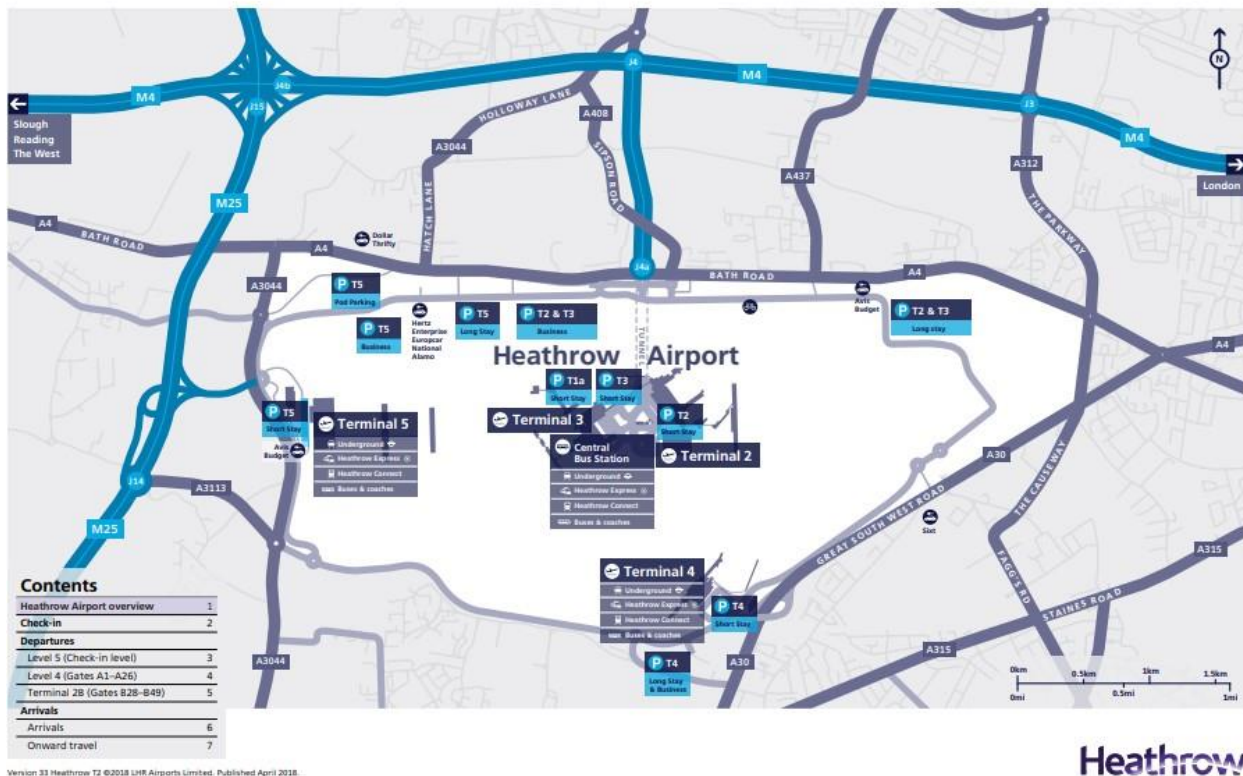 M4
J4b
J15
J4
M4
J3
M4
Slough
Reading
The West
London
N
HOLLOWAY LANE
A408
A3044
SIPSON ROAD
A437
A312
THE PARKWAY
M25
HATCH LANE
A4
BATH ROAD
A4
Dollar
Thrifty
J4a
BATH ROAD
A4
A3044
P T5
Pod Parking
P T5
Business
Hertz
Enterprise
Europcar
National
Alamo
P T5
Long Stay
P T2 & T3
Business
Avis
Budget
P T2 & T3
Long stay
TUNNEL
Heathrow Airport
A4
P T1a
Short Stay
P T3
Short Stay
P T2
Short Stay
P T5
Short Stay
Avis
Budget
Terminal 5
Underground
Heathrow Express
Heathrow Connect
Buses & coaches
Terminal 3
Central
Bus Station
Underground
Heathrow Express
Heathrow Connect
Buses & coaches
Terminal 2
A30
THE CAUSEWAY
J14
A3113
M25
GREAT SOUTH WEST ROAD
Sixt
FAGG'S RD
A315
STAINES ROAD
Terminal 4
Underground
Heathrow Express
Heathrow Connect
Buses & coaches
P T4
Short Stay
A3044
P T4
Long Stay
& Business
A30
A315
0km 0.5km 1km 1.5km
0mi 0.5mi 1mi
Contents
Heathrow Airport overview 1
Check-in 2
Departures
Level 5 (Check-in level) 3
Level 4 (Gates A1–A26) 4
Terminal 2B (Gates B28–B49) 5
Arrivals
Arrivals 6
Onward travel 7
Version 33 Heathrow T2 ©2018 LHR Airports Limited. Published April 2018.
Heathrow